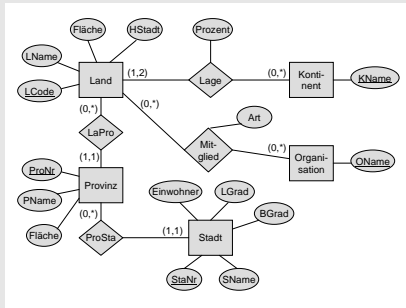 Fläche
HStadt
Prozent
LName
Land
(1,2)
Lage
(0,*)
Konti-
nent
KName
LCode
(0,*)
(0,*)
Art
LaPro
Mit-
glied
(0,*)
Organi-
sation
OName
(1,1)
ProNr
Provinz
Einwohner
LGrad
PName
BGrad
(0,*)
Fläche
ProSta
(1,1)
Stadt
StaNr
SName